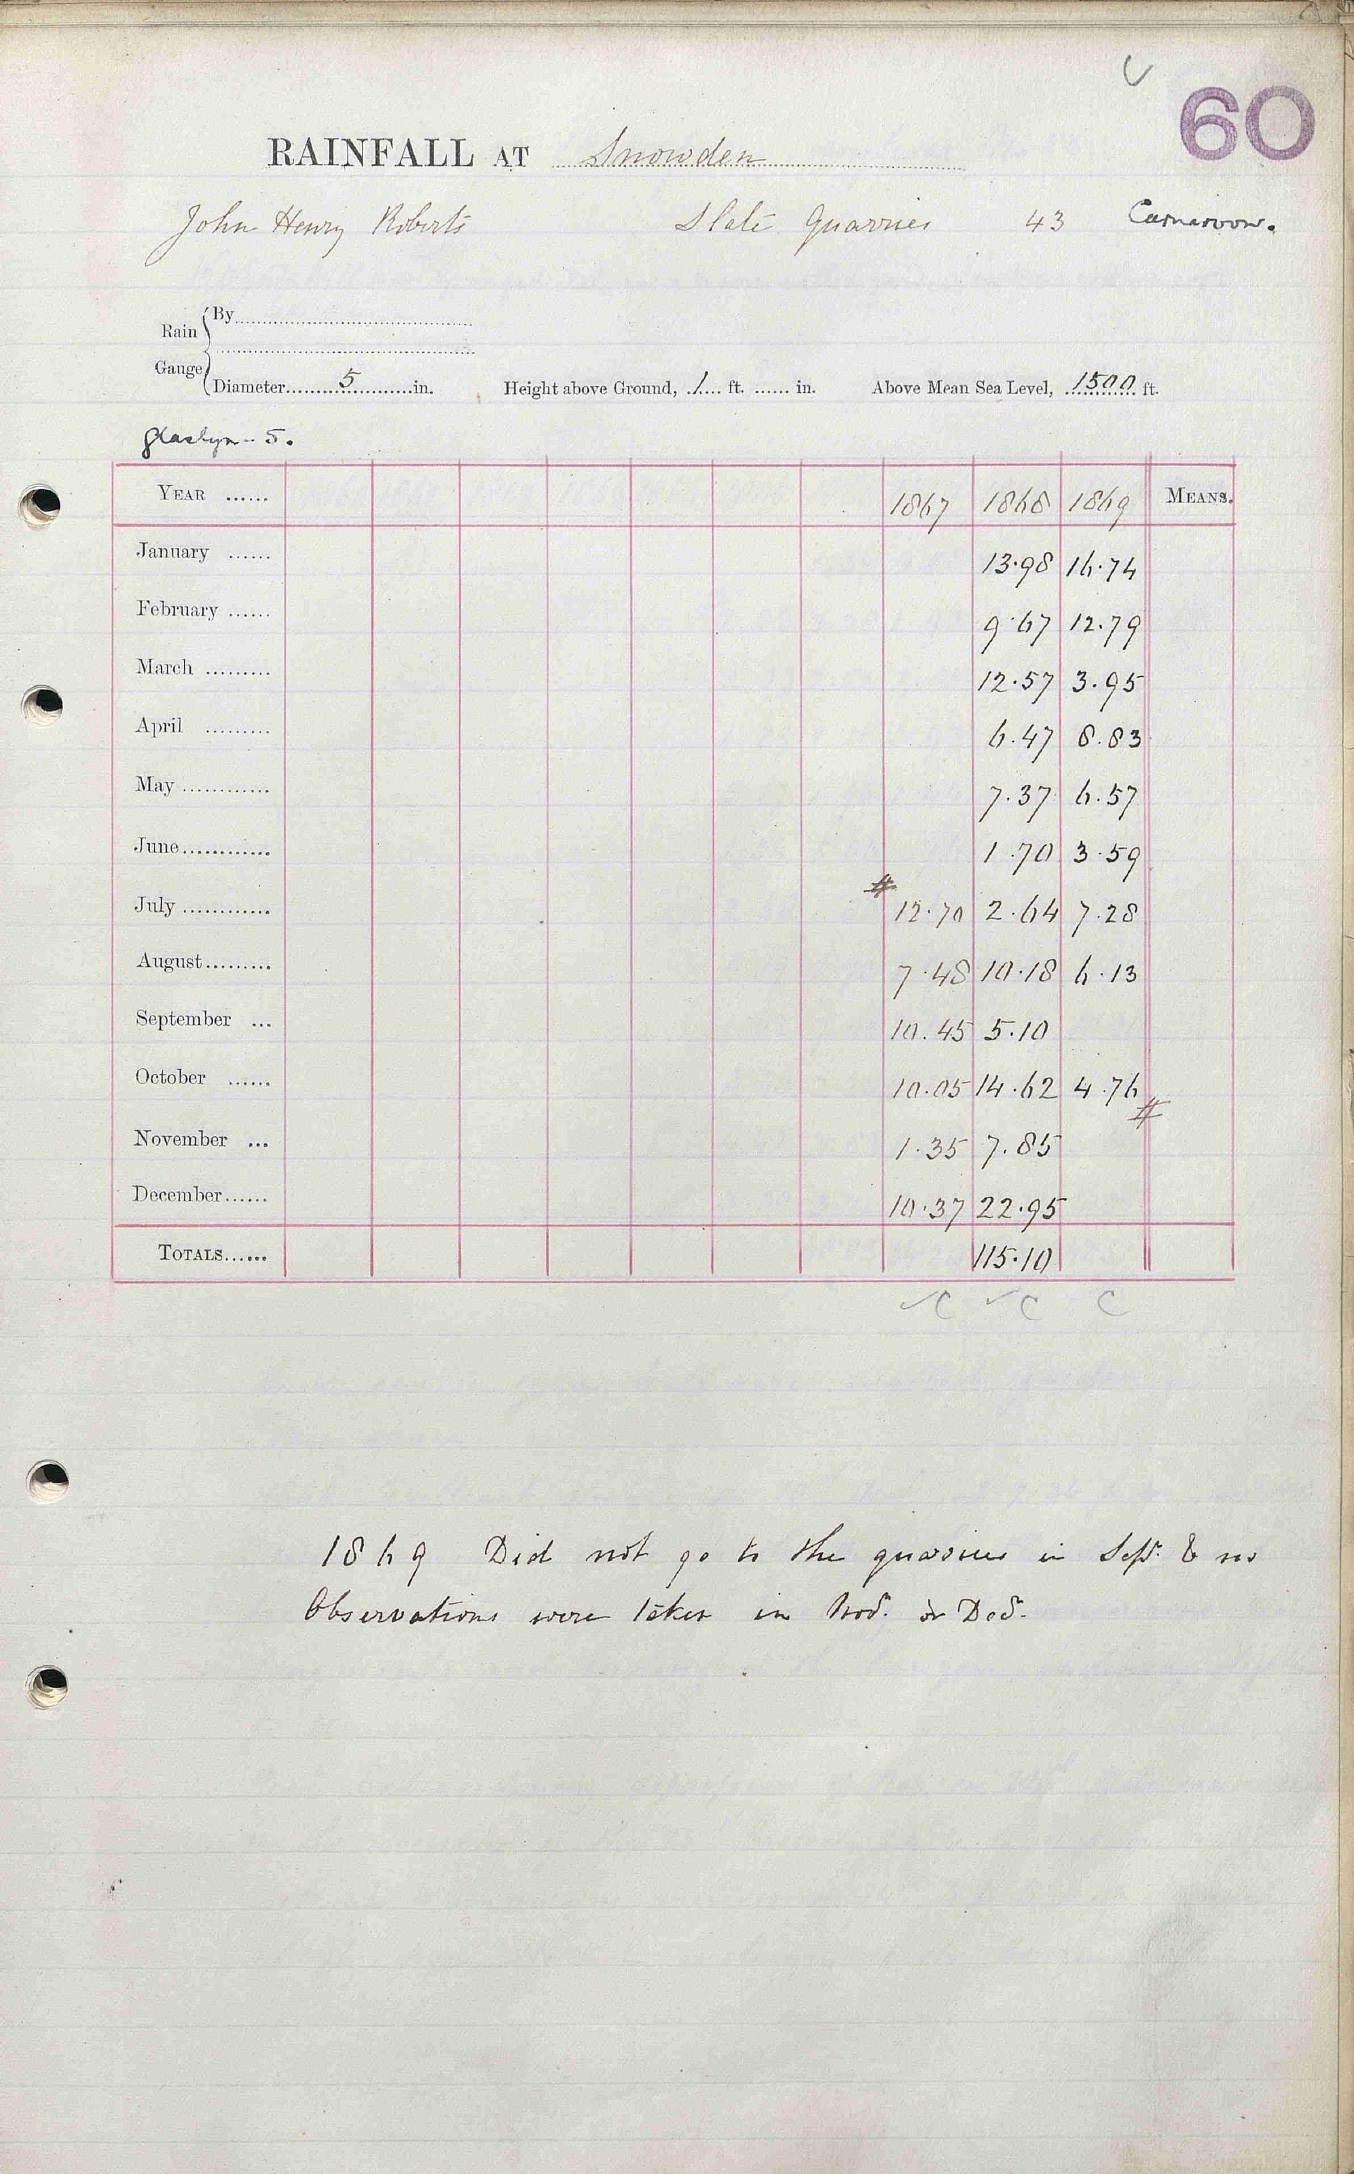 60
RAINFALL AT Snowden
John Henry Roberts Slate Quarries 43 Carnarvon.
Rain Gauge
By
Diameter 5 in. Height above Ground, 1 ft. in. Above Mean Sea Level, 1500 ft.
Glaslyn - 5.
YEAR 1867 1868 1869 MEANS.
January 13.98 16.74
February 9.67 12.79
March 12.57 3.95
April 6.47 8.83
May 7.37 6.57
June 1.70 3.59
#
July 12.70 2.64 7.28
August 7.48 10.18 6.13
September 10.45 5.10
October 10.05 14.62 4.76
#
November 1.35 7.85
December 10.37 22.95
TOTALS 115.10
✓C ✓C C
1869 Did not go to the quarries in Sept. & no
Observations were taken in Nov. or Dec.